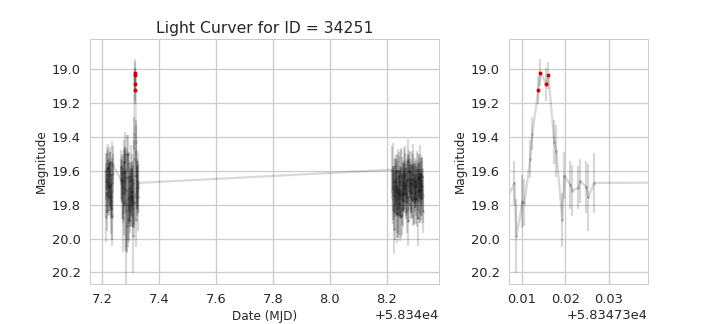 Light Curver for ID = 34251
Magnitude
19.0
19.2
19.4
19.6
19.8
20.0
20.2
7.2 7.4 7.6 7.8 8.0 8.2
Date (MJD)
+5.834e4
Magnitude
19.0
19.2
19.4
19.6
19.8
20.0
20.2
0.01 0.02 0.03
+5.83473e4